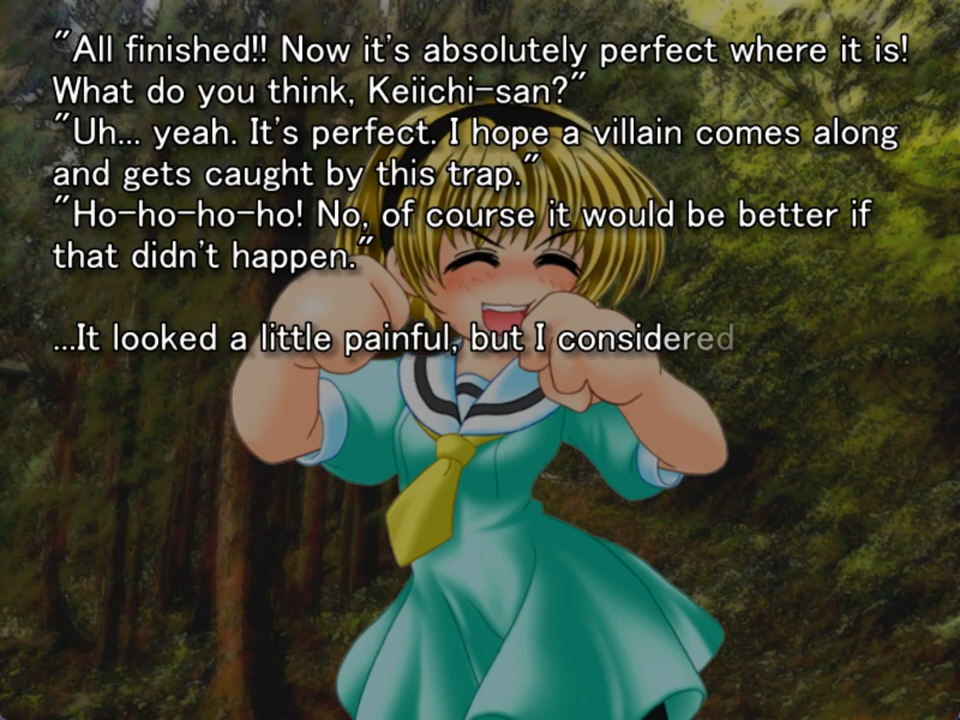 "All finished!! Now it's absolutely perfect where it is!
What do you think, Keiichi-san?"
"Uh... yeah. It's perfect. I hope a villain comes along
and gets caught by this trap."
"Ho-ho-ho-ho! No, of course it would be better if
that didn't happen."
...It looked a little painful, but I considered